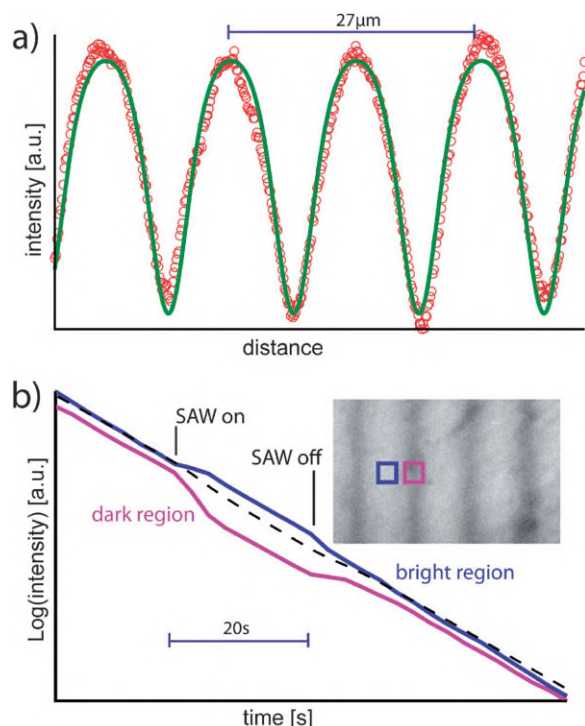 a)
27μm
intensity [a.u.]
distance
b)
SAW on
SAW off
dark region
bright region
Log(intensity) [a.u.]
20s
time [s]